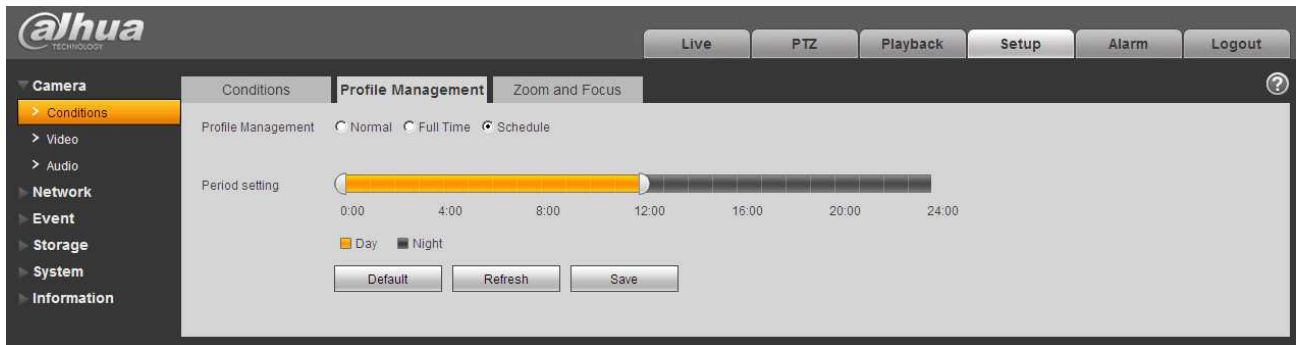 alhua
TECHNOLOGY
Live PTZ Playback Setup Alarm Logout
Camera
Conditions
Video
Audio
Network
Event
Storage
System
Information
Conditions Profile Management Zoom and Focus ?
Profile Management Normal Full Time Schedule
Period setting
0:00 4:00 8:00 12:00 16:00 20:00 24:00
Day Night
Default Refresh Save